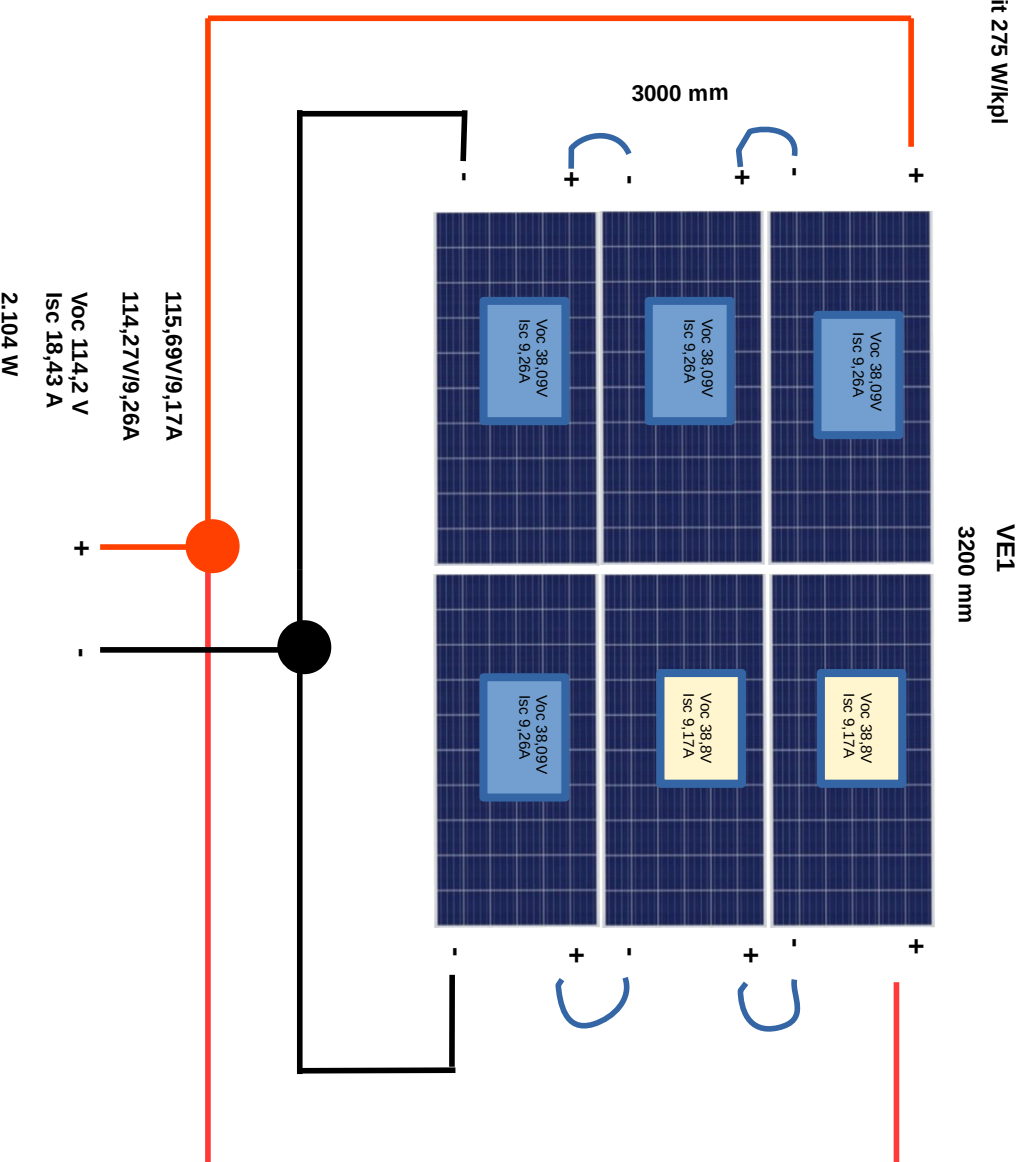 it 275 W/kpl
VE1
3200 mm
3000 mm
+
-
+
-
+
-
Voc 38,09V
Isc 9,26A
Voc 38,09V
Isc 9,26A
Voc 38,09V
Isc 9,26A
Voc 38,8V
Isc 9,17A
Voc 38,8V
Isc 9,17A
Voc 38,09V
Isc 9,26A
+
-
+
-
+
-
115,69V/9,17A
114,27V/9,26A
Voc 114,2 V
Isc 18,43 A
2.104 W
+
-